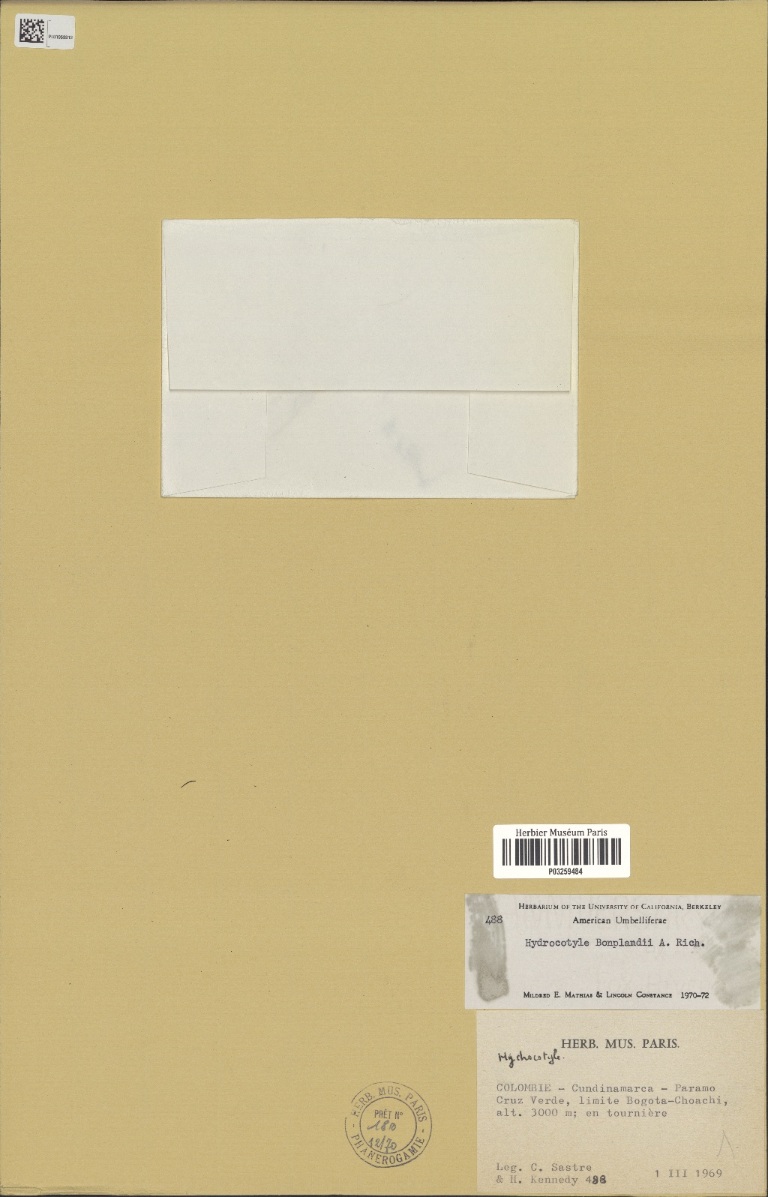 Herbier Muséum Paris
P03259484
HERBARIUM OF THE UNIVERSITY OF CALIFORNIA, BERKELEY
488 American Umbelliferae
Hydrocotyle Bonplandii A. Rich.
MILDRED E. MATHIAS & LINCOLN CONSTANCE 1970-72
HERB. MUS. PARIS.
Hydrocotyle.
COLOMBIE - Cundinamarca - Paramo
Cruz Verde, limite Bogota-Choachi,
alt. 3000 m; en tournière
Leg. C. Sastre
& H. Kennedy 488
1 III 1969
HERB. MUS. PARIS
PRÊT N°
180
12/70
PHANEROGAMIE